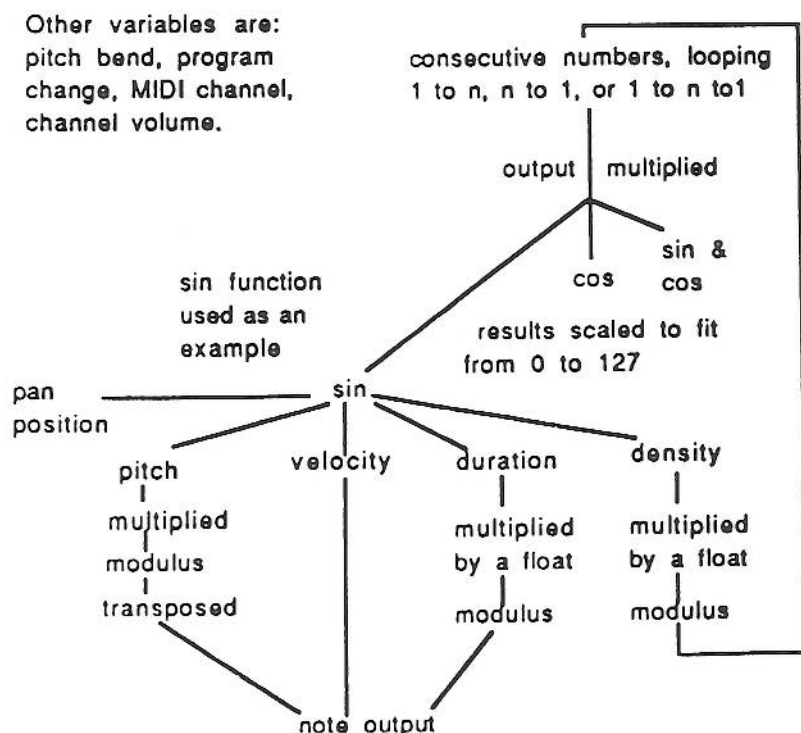 Other variables are:
pitch bend, program
change, MIDI channel,
channel volume.
consecutive numbers, looping
1 to n, n to 1, or 1 to n to1
output multiplied
sin &
cos
cos
sin function
used as an
example
results scaled to fit
from 0 to 127
sin
pan
position
pitch
multiplied
modulus
transposed
velocity
duration
multiplied
by a float
modulus
density
multiplied
by a float
modulus
note output